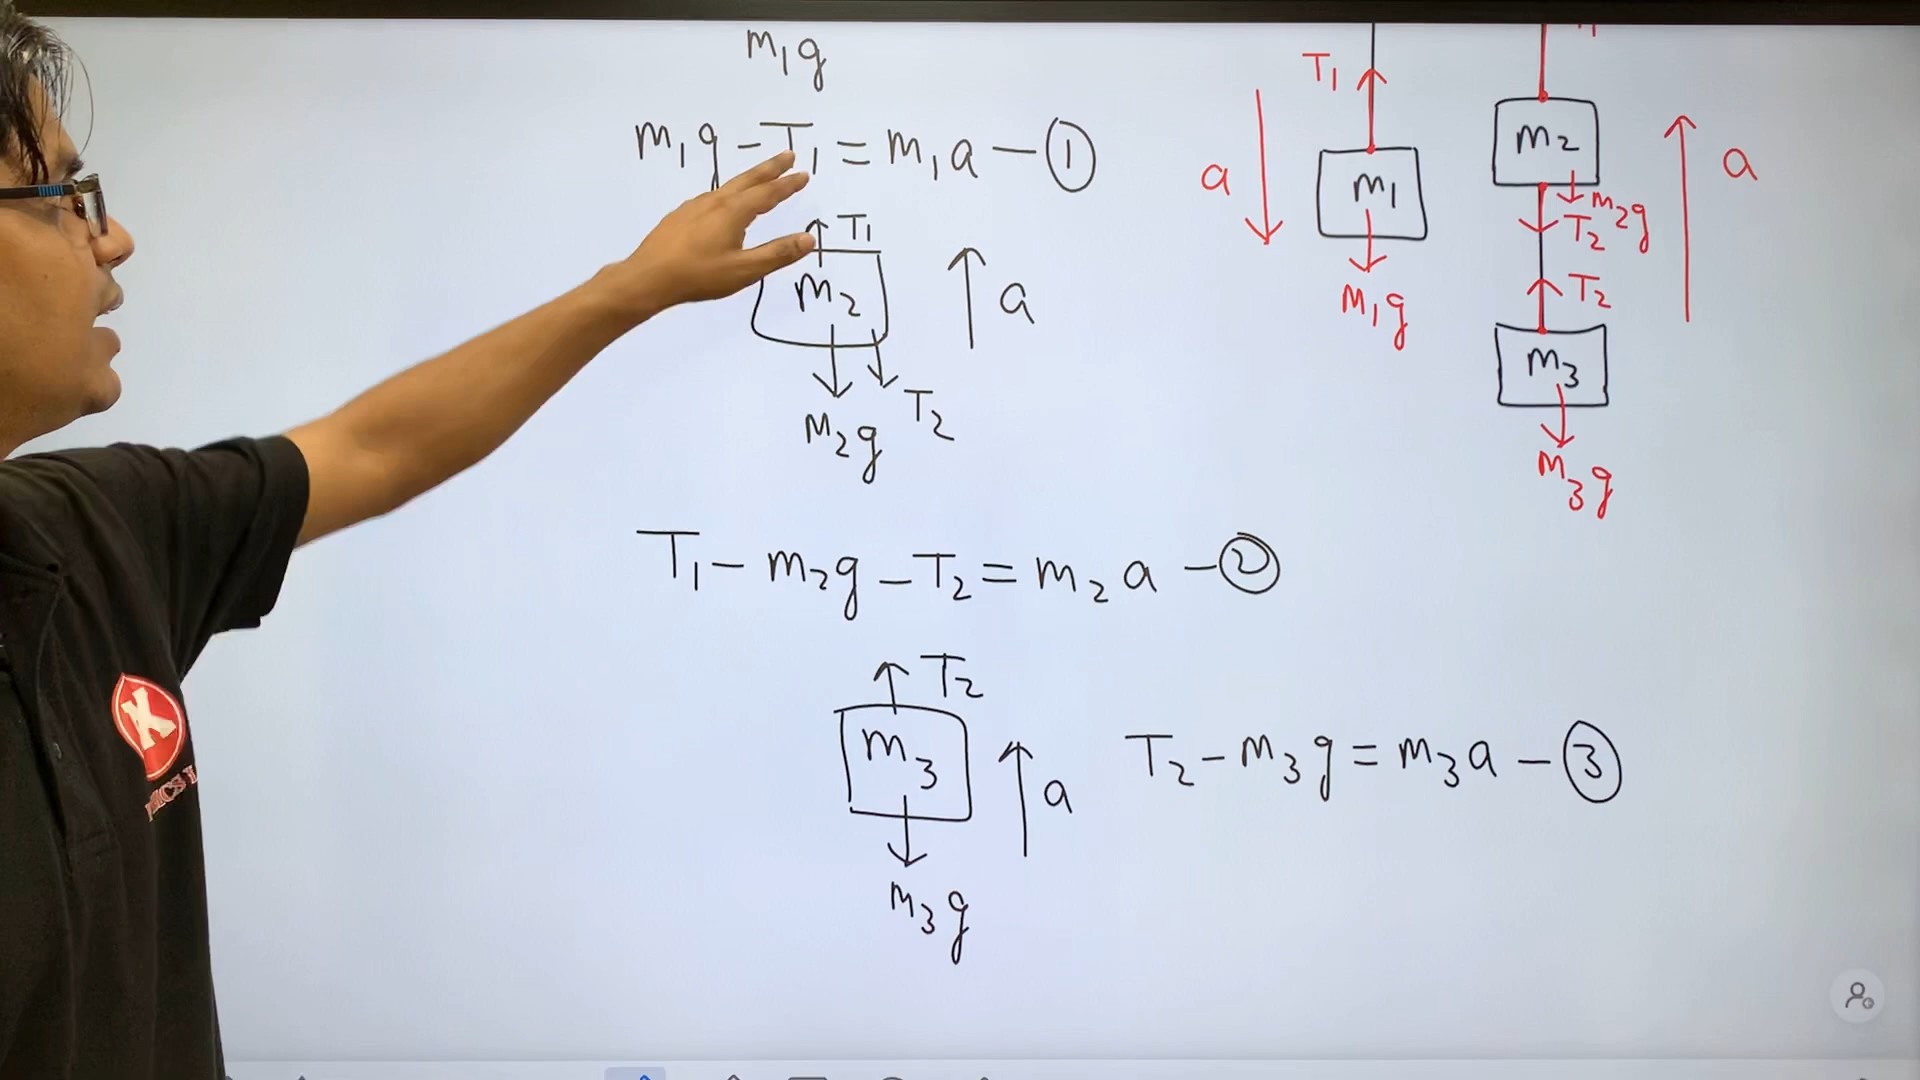 m₁g
m₁g - T₁ = m₁a - ①
T₁
m₂
a
m₂g
T₂
T₁ - m₂g - T₂ = m₂a - ②
T₂
m₃
a
m₃g
T₂ - m₃g = m₃a - ③
T₁
a
m₁
m₁g
m₂
m₂g
T₂
a
T₂
m₃
m₃g